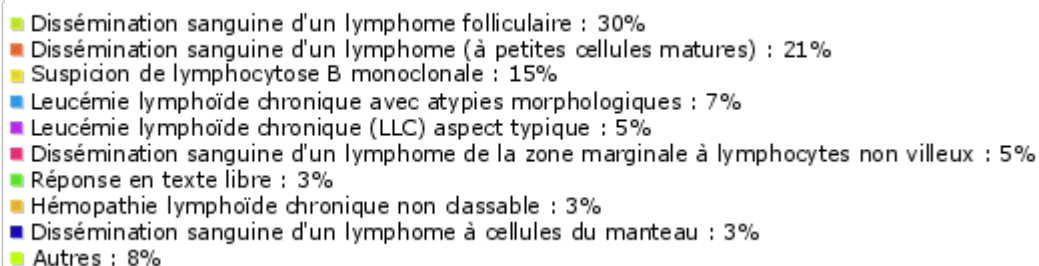 Dissémination sanguine d'un lymphome folliculaire : 30%
Dissémination sanguine d'un lymphome (à petites cellules matures) : 21%
Suspicion de lymphocytose B monoclonale : 15%
Leucémie lymphoïde chronique avec atypies morphologiques : 7%
Leucémie lymphoïde chronique (LLC) aspect typique : 5%
Dissémination sanguine d'un lymphome de la zone marginale à lymphocytes non villeux : 5%
Réponse en texte libre : 3%
Hémopathie lymphoïde chronique non classable : 3%
Dissémination sanguine d'un lymphome à cellules du manteau : 3%
Autres : 8%